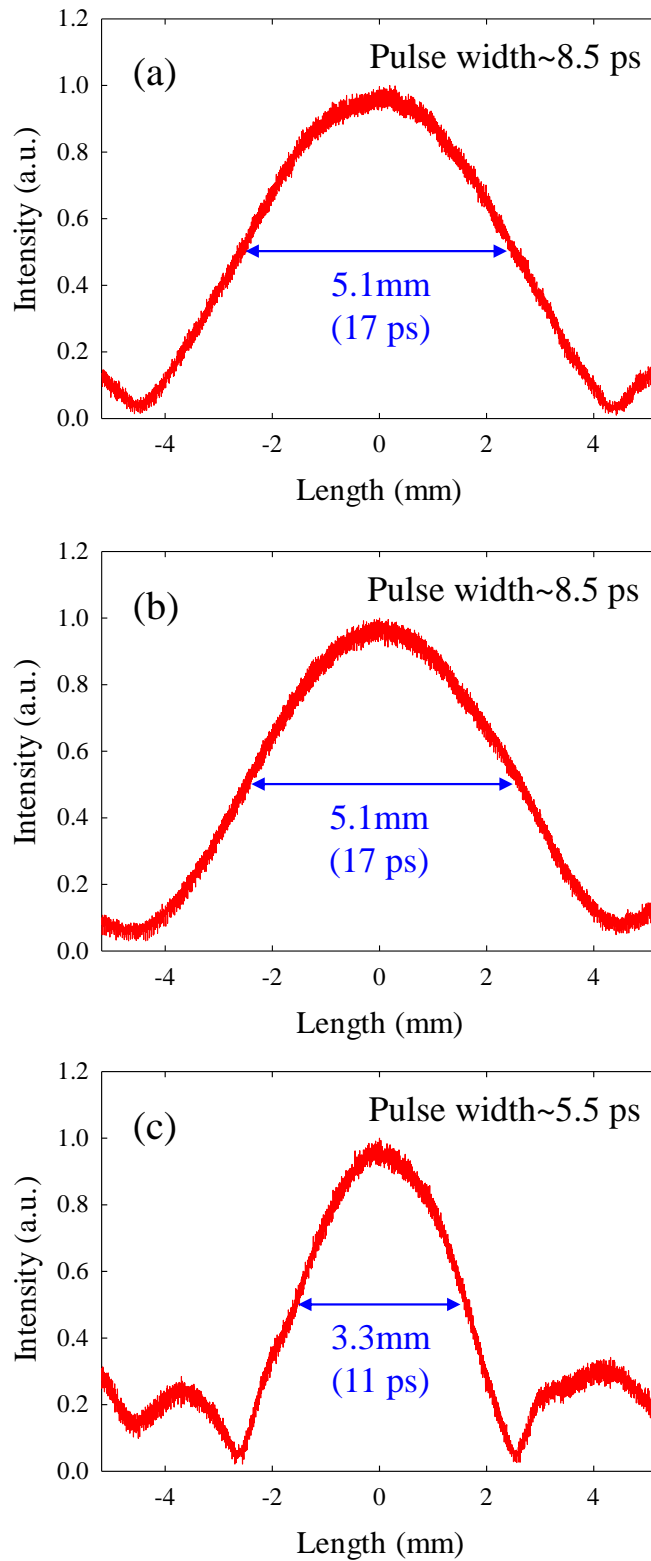 (a)
Pulse width~8.5 ps
1.2
1.0
0.8
0.6
0.4
0.2
0.0
Intensity (a.u.)
5.1mm
(17 ps)
-4 -2 0 2 4
Length (mm)
(b)
Pulse width~8.5 ps
1.2
1.0
0.8
0.6
0.4
0.2
0.0
Intensity (a.u.)
5.1mm
(17 ps)
-4 -2 0 2 4
Length (mm)
(c)
Pulse width~5.5 ps
1.2
1.0
0.8
0.6
0.4
0.2
0.0
Intensity (a.u.)
3.3mm
(11 ps)
-4 -2 0 2 4
Length (mm)